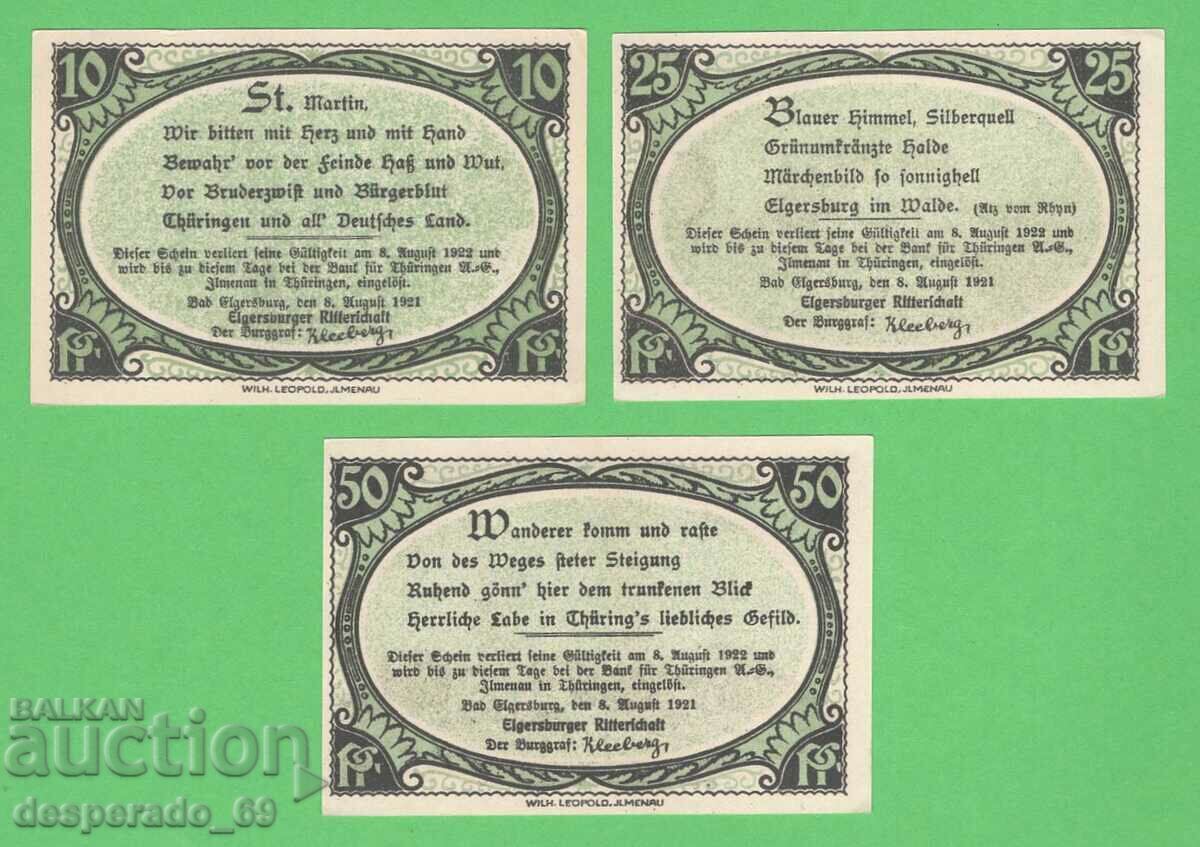 10 10
St. Martin,
Wir bitten mit Herz und mit Hand
Bewahr' vor der Feinde Haß und Wut,
Vor Bruderzwist und Bürgerblut
Thüringen und all' Deutsches Land.
Dieser Schein verliert seine Gültigkeit am 8. August 1922 und
wird bis zu diesem Tage bei der Bank für Thüringen A.=G.,
Ilmenau in Thüringen, eingelöst.
Bad Elgersburg, den 8. August 1921
Elgersburger Ritterschaft
Der Burggraf: Kleeberg
WILH. LEOPOLD, JLMENAU
25 25
Blauer Himmel, Silberquell
Grünumkränzte Halde
Märchenbild so sonnighell
Elgersburg im Walde. (Atz vom Rhyn)
Dieser Schein verliert seine Gültigkeit am 8. August 1922 und
wird bis zu diesem Tage bei der Bank für Thüringen A.=G.,
Ilmenau in Thüringen, eingelöst.
Bad Elgersburg, den 8. August 1921
Elgersburger Ritterschaft
Der Burggraf: Kleeberg
WILH. LEOPOLD, JLMENAU
50 50
Wanderer komm und raste
Von des Weges steter Steigung
Ruhend gönn' hier dem trunkenen Blick
Herrliche Labe in Thüring's liebliches Gefild.
Dieser Schein verliert seine Gültigkeit am 8. August 1922 und
wird bis zu diesem Tage bei der Bank für Thüringen A.=G.,
Ilmenau in Thüringen, eingelöst.
Bad Elgersburg, den 8. August 1921
Elgersburger Ritterschaft
Der Burggraf: Kleeberg
WILH. LEOPOLD, JLMENAU
BALKAN
auction
desperado_69